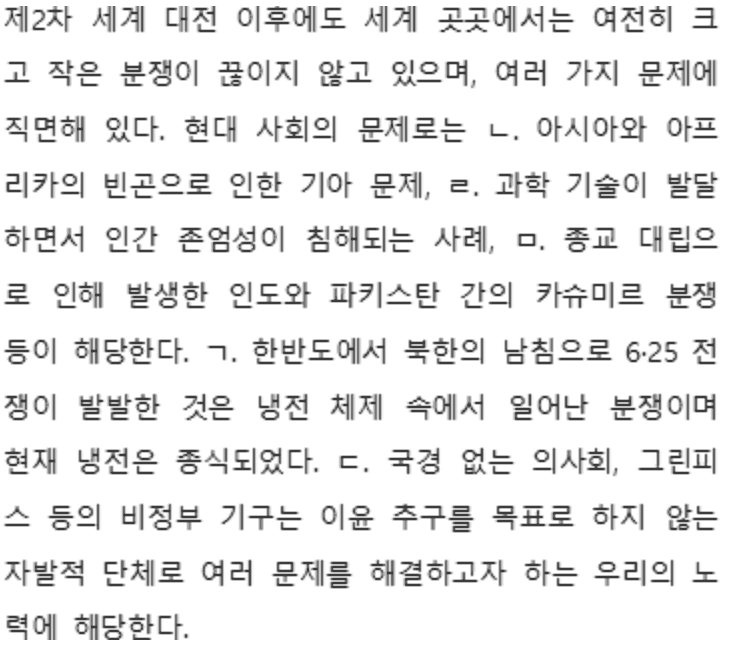 제2차 세계 대전 이후에도 세계 곳곳에서는 여전히 크
고 작은 분쟁이 끊이지 않고 있으며, 여러 가지 문제에
직면해 있다. 현대 사회의 문제로는 ㄴ. 아시아와 아프
리카의 빈곤으로 인한 기아 문제, ㄹ. 과학 기술이 발달
하면서 인간 존엄성이 침해되는 사례, ㅁ. 종교 대립으
로 인해 발생한 인도와 파키스탄 간의 카슈미르 분쟁
등이 해당한다. ㄱ. 한반도에서 북한의 남침으로 6·25 전
쟁이 발발한 것은 냉전 체제 속에서 일어난 분쟁이며
현재 냉전은 종식되었다. ㄷ. 국경 없는 의사회, 그린피
스 등의 비정부 기구는 이윤 추구를 목표로 하지 않는
자발적 단체로 여러 문제를 해결하고자 하는 우리의 노
력에 해당한다.